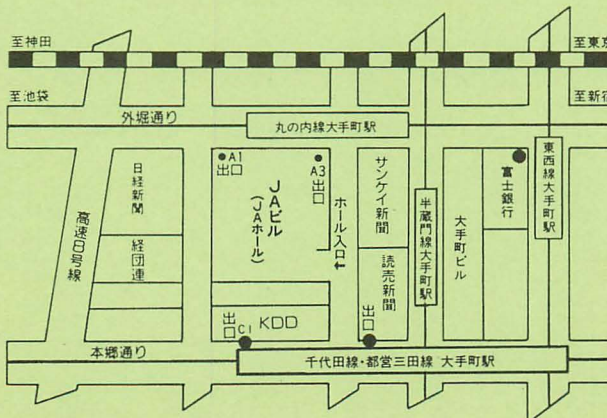 至神田
至東京
至池袋
至新宿
外堀通り
丸の内線大手町駅
A1
出口
A3
出口
日経新聞
経団連
高速8号線
JAビル
(JAホール)
ホール入口←
サンケイ新聞
読売新聞
半蔵門線大手町駅
大手町ビル
富士銀行
東西線大手町駅
出口
C1
KDD
出口
本郷通り
千代田線・都営三田線 大手町駅